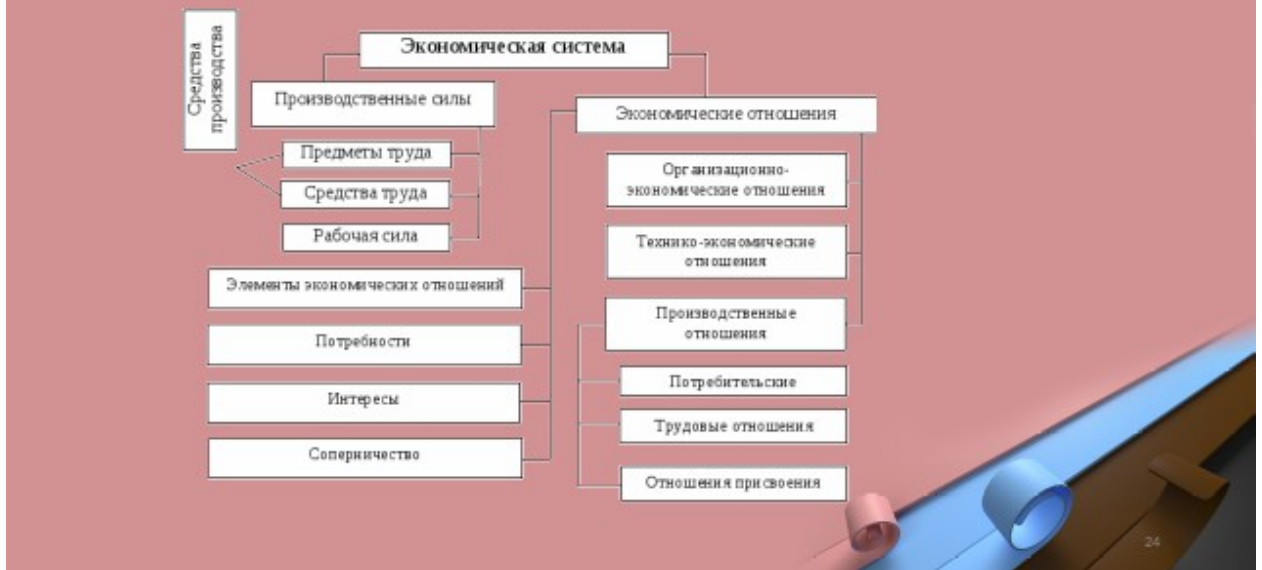 Средства
производства
Экономическая система
Производственные силы
Экономические отношения
Предметы труда
Средства труда
Рабочая сила
Организационно-
экономические отношения
Технико-экономические
отношения
Элементы экономических отношений
Производственные
отношения
Потребности
Потребительские
Интересы
Трудовые отношения
Соперничество
Отношения присвоения
24